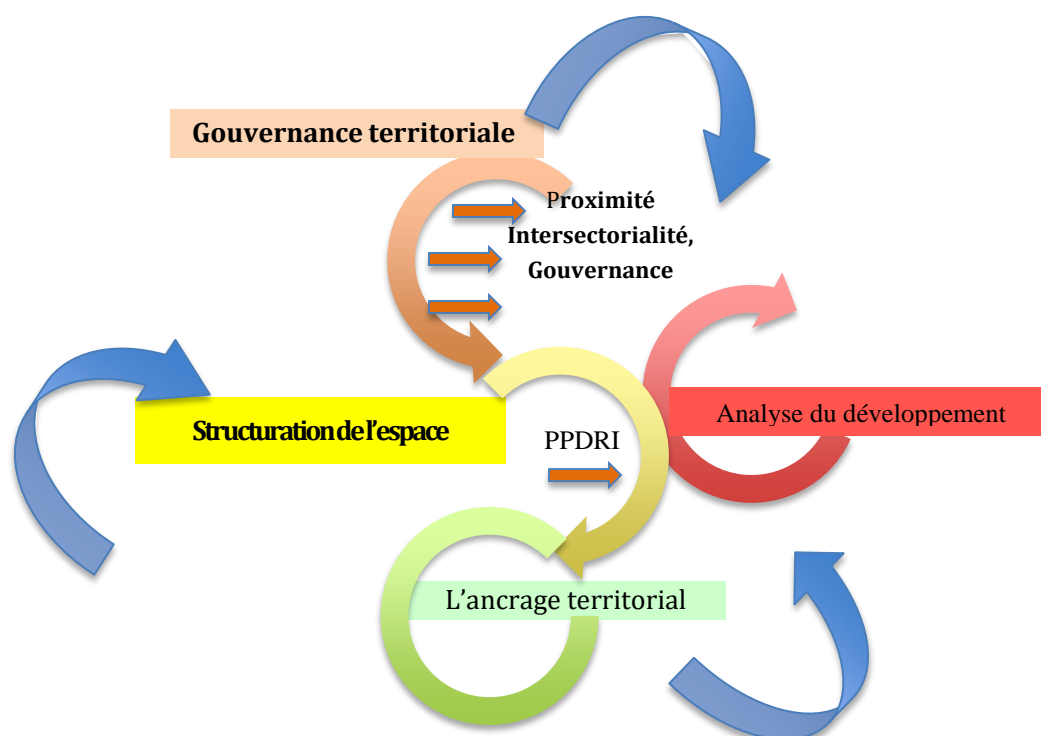 Gouvernance territoriale
Proximité
Intersectorialité,
Gouvernance
Structuration de l'espace
PPDRI
Analyse du développement
L’ancrage territorial